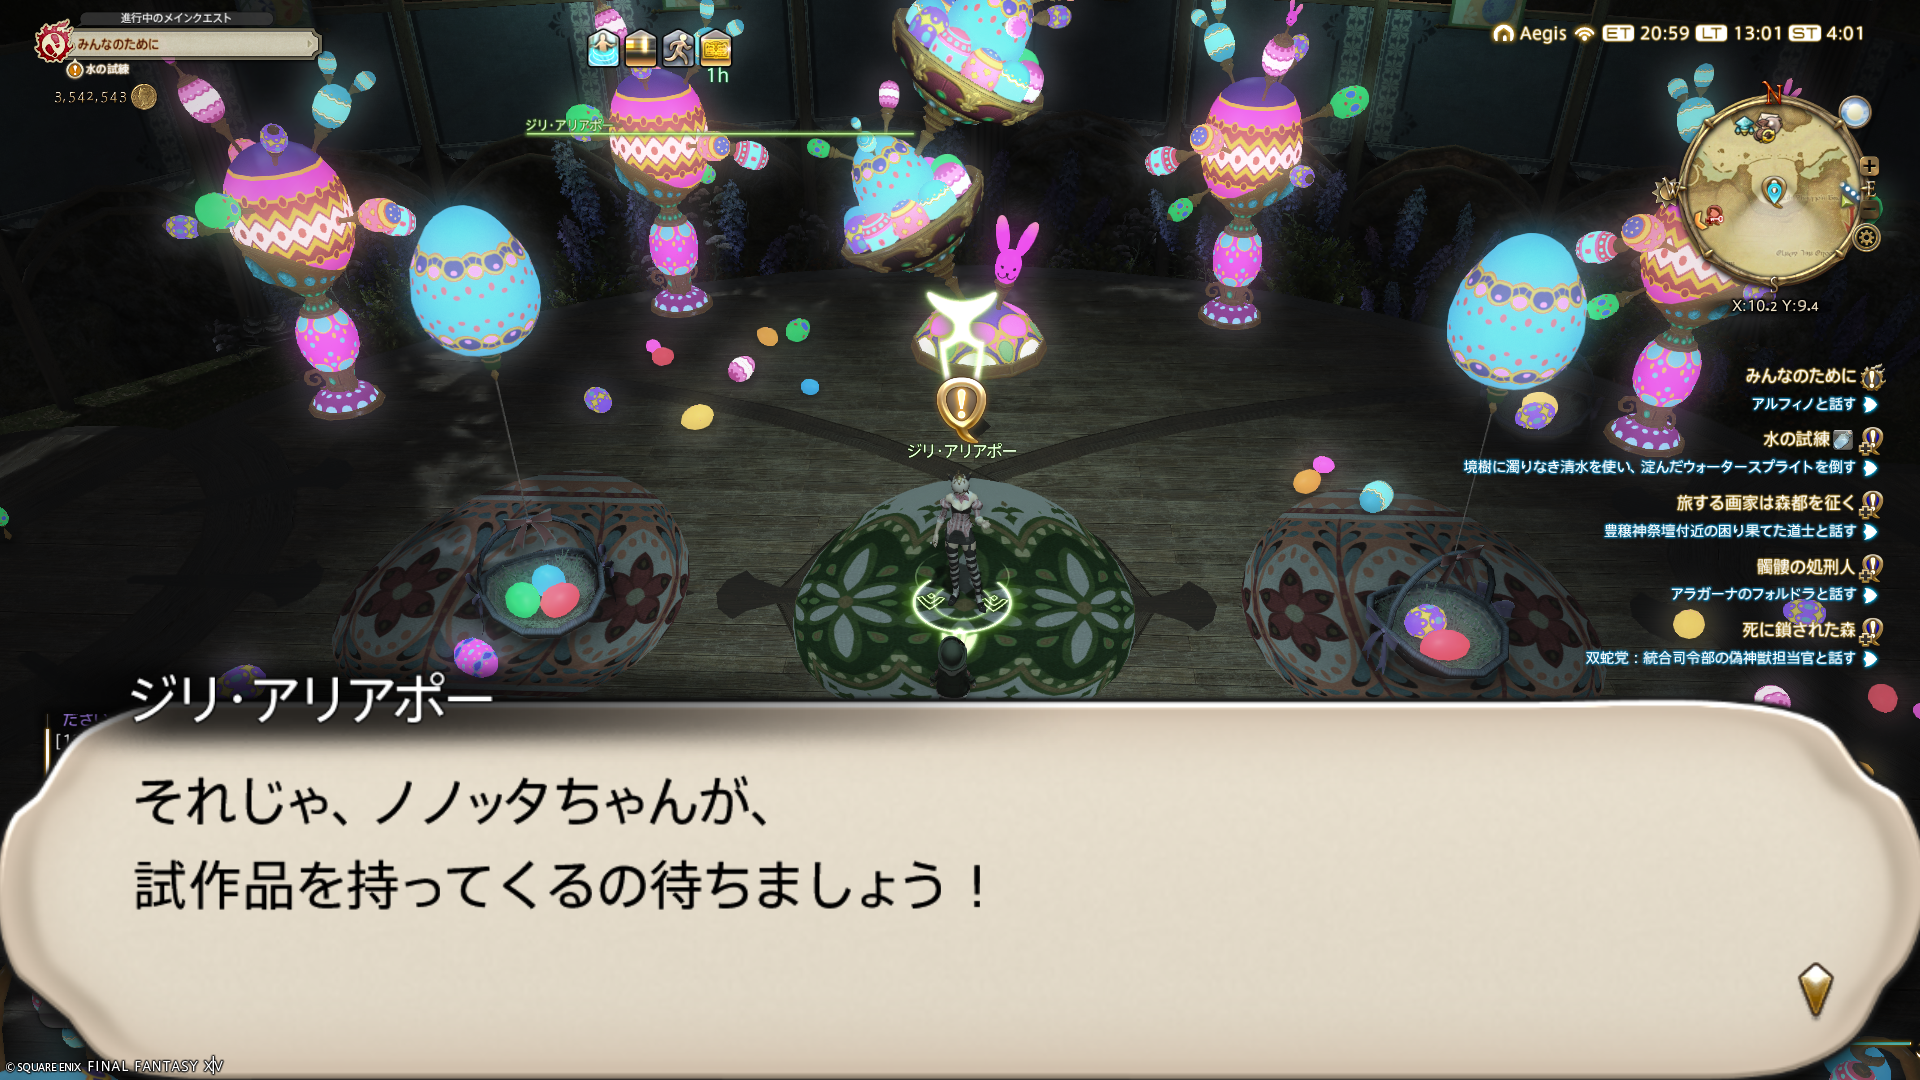 進行中のメインクエスト
みんなのために
水の試練
3,542,543
1h
Aegis ET 20:59 LT 13:01 ST 4:01
ジリ・アリアポー
N
E
S
W
X:10.2 Y:9.4
みんなのために
アルフィノと話す
水の試練
境樹に濁りなき清水を使い、淀んだウォータースプライトを倒す
旅する画家は森都を征く
豊穣神祭壇付近の困り果てた道士と話す
髑髏の処刑人
アラガーナのフォルドラと話す
死に鎖された森
双蛇党：統合司令部の偽神獣担当官と話す
ジリ・アリアポー
ジリ・アリアポー
それじゃ、ノノッタちゃんが、
試作品を持ってくるの待ちましょう！
© SQUARE ENIX FINAL FANTASY XIV